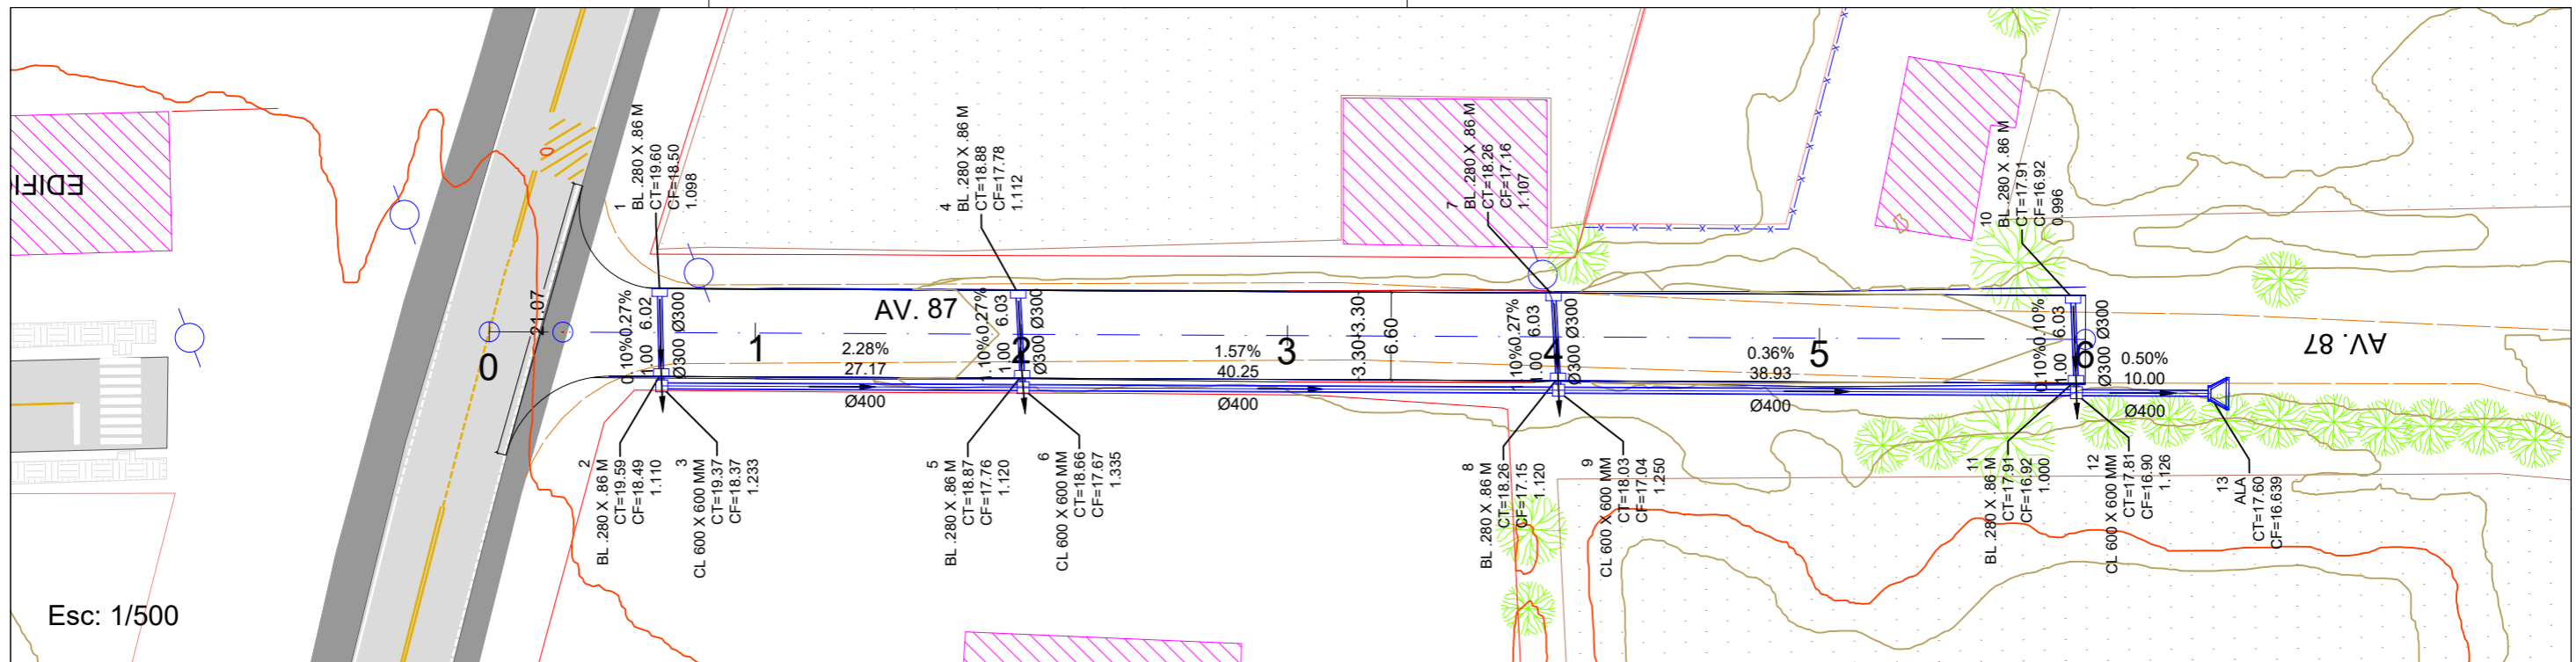 EDIFI
1
BL .280 X .86 M
CT=19.60
CF=18.50
1.098
4
BL .280 X .86 M
CT=18.88
CF=17.78
1.112
7
BL .280 X .86 M
CT=18.26
CF=17.16
1.107
10
BL .280 X .86 M
CT=17.91
CF=16.92
0.996
21.07
0.10%0.27%
1.00 6.02
Ø300 Ø300
AV. 87
1.10%0.27%
1.00 6.03
Ø300 Ø300
3.30 3.30
6.60
1.10%0.27%
1.00 6.03
Ø300 Ø300
0.10%0.10%
1.00 6.03
Ø300 Ø300
AV. 87
0
1
2
3
4
5
6
2.28%
27.17
Ø400
1.57%
40.25
Ø400
0.36%
38.93
Ø400
0.50%
10.00
Ø400
2
BL .280 X .86 M
CT=19.59
CF=18.49
1.110
3
CL 600 X 600 MM
CT=19.37
CF=18.37
1.233
5
BL .280 X .86 M
CT=18.87
CF=17.76
1.120
6
CL 600 X 600 MM
CT=18.66
CF=17.67
1.335
8
BL .280 X .86 M
CT=18.26
CF=17.15
1.120
9
CL 600 X 600 MM
CT=18.03
CF=17.04
1.250
11
BL .280 X .86 M
CT=17.91
CF=16.92
1.000
12
CL 600 X 600 MM
CT=17.81
CF=16.90
1.126
13
ALA
CT=17.60
CF=16.639
Esc: 1/500